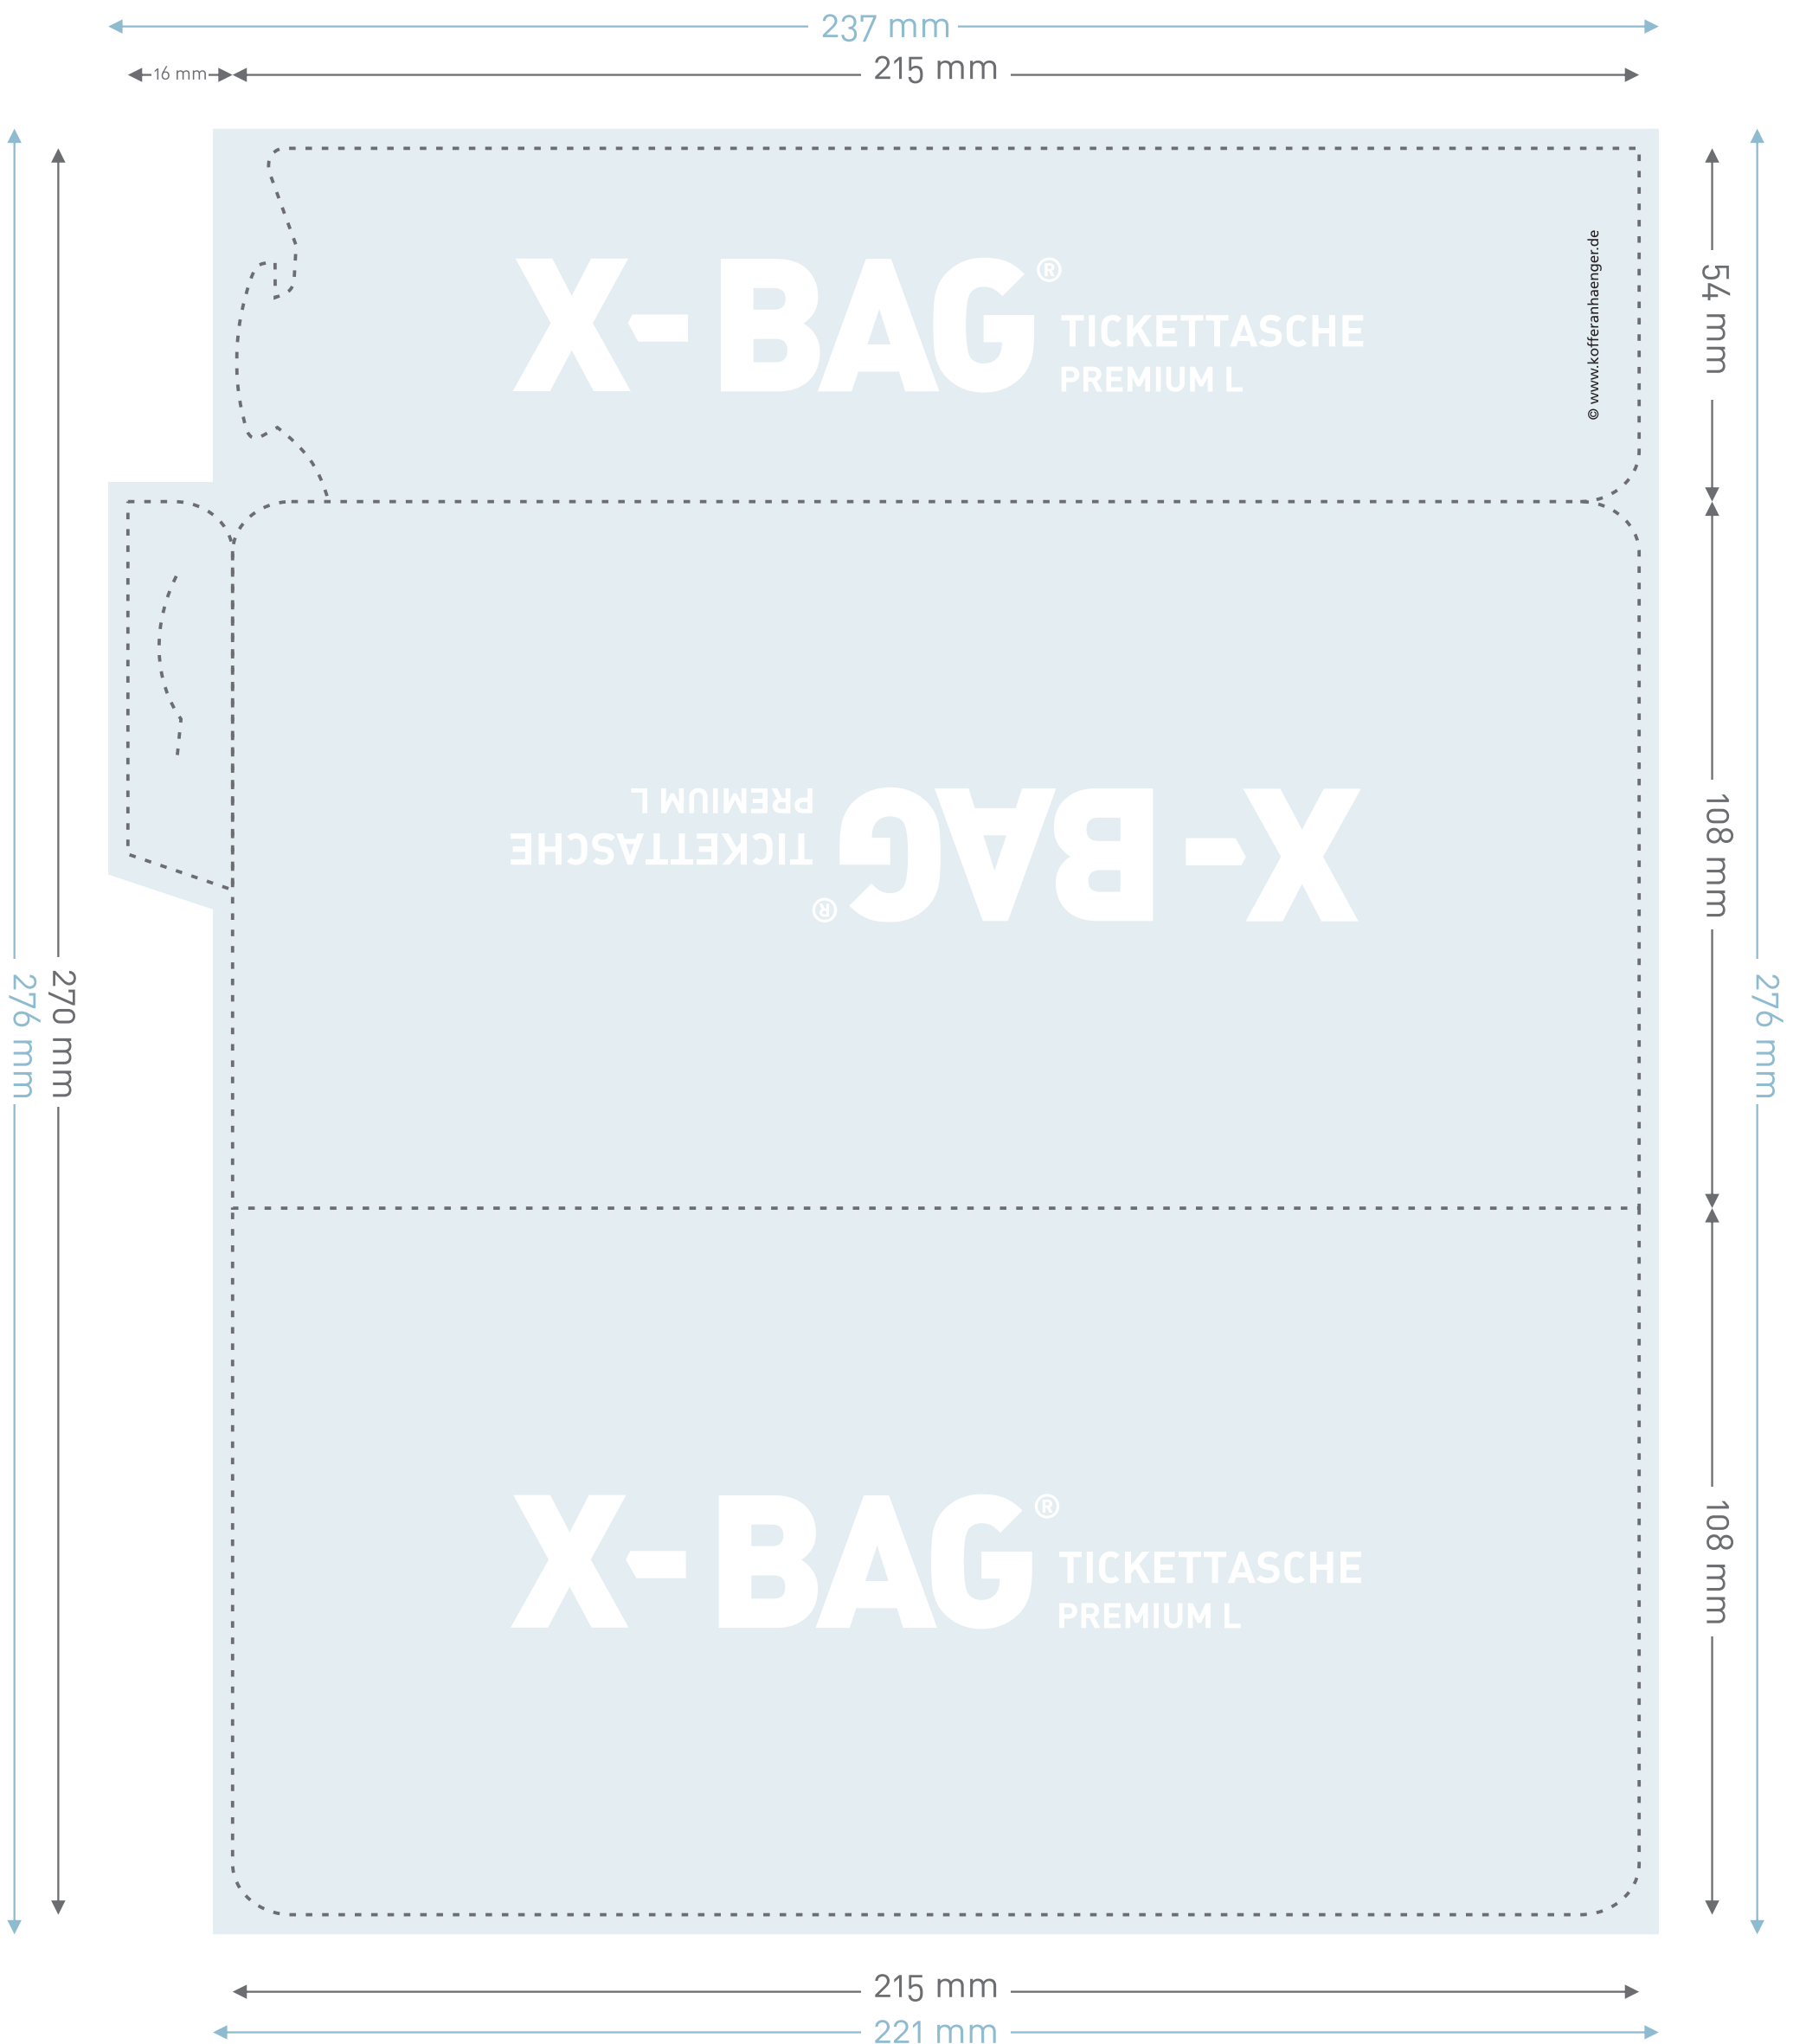 237 mm
16 mm
215 mm
54 mm
X-BAG®
TICKETTASCHE
PREMIUM L
© www.kofferanhaenger.de
108 mm
X-BAG®
TICKETTASCHE
PREMIUM L
276 mm
270 mm
276 mm
108 mm
X-BAG®
TICKETTASCHE
PREMIUM L
215 mm
221 mm